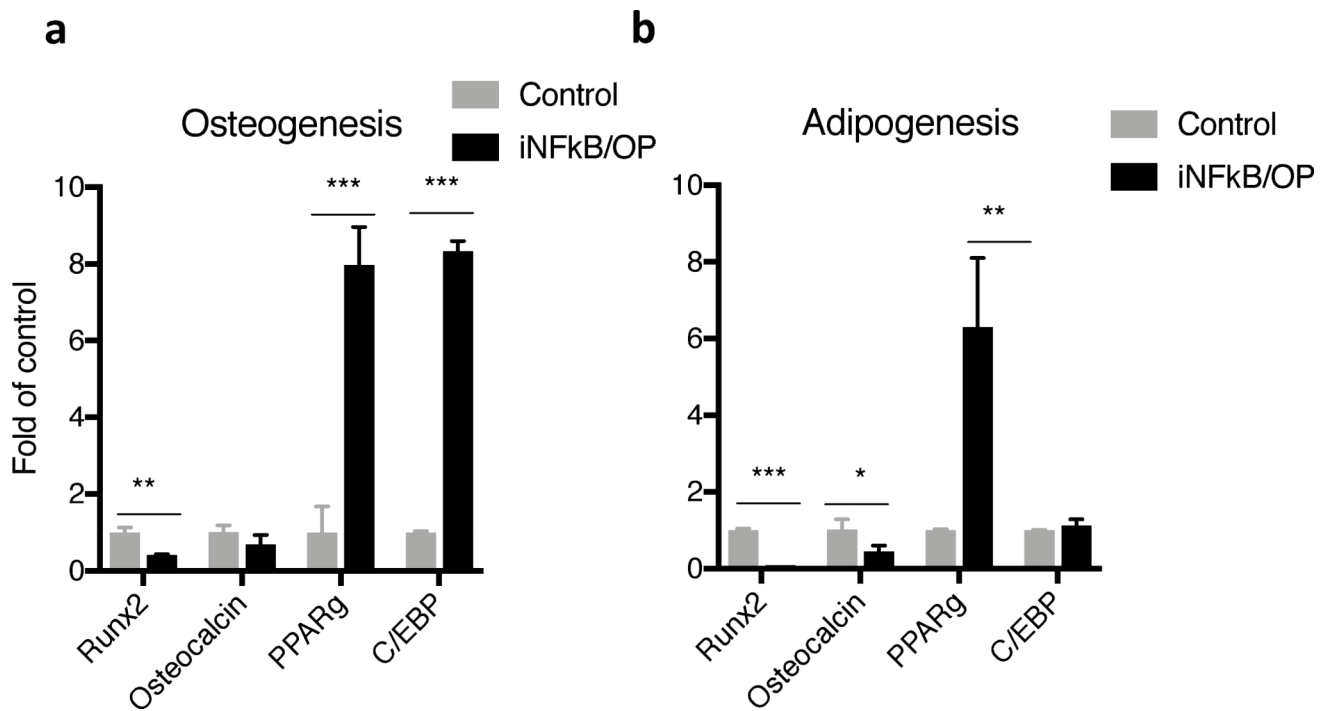 a
Osteogenesis
Control
iNFkB/OP
Fold of control
10
8
6
4
2
0
**
***
***
Runx2
Osteocalcin
PPARg
C/EBP
b
Adipogenesis
Control
iNFkB/OP
10
8
6
4
2
0
***
*
**
Runx2
Osteocalcin
PPARg
C/EBP